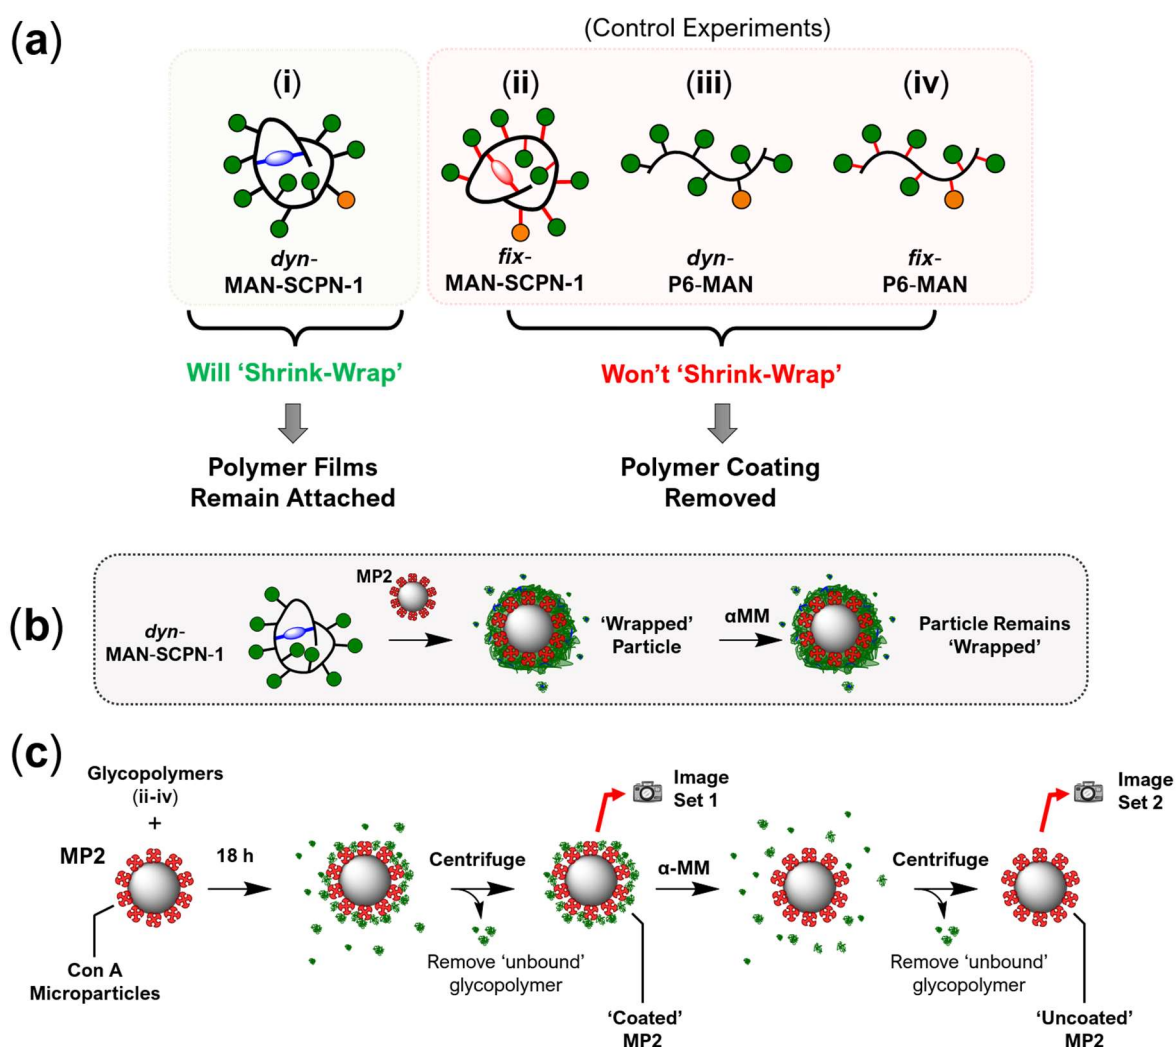 (a)
(Control Experiments)
(i)
(ii)
(iii)
(iv)
dyn-
MAN-SCPN-1
fix-
MAN-SCPN-1
dyn-
P6-MAN
fix-
P6-MAN
Will ‘Shrink-Wrap’
Won’t ‘Shrink-Wrap’
Polymer Films
Remain Attached
Polymer Coating
Removed
(b)
dyn-
MAN-SCPN-1
MP2
‘Wrapped’
Particle
αMM
Particle Remains
‘Wrapped’
(c)
Glycopolymers
(ii-iv)
+
MP2
Con A
Microparticles
18 h
Centrifuge
Remove ‘unbound’
glycopolymer
Image
Set 1
‘Coated’
MP2
α-MM
Centrifuge
Remove ‘unbound’
glycopolymer
Image
Set 2
‘Uncoated’
MP2